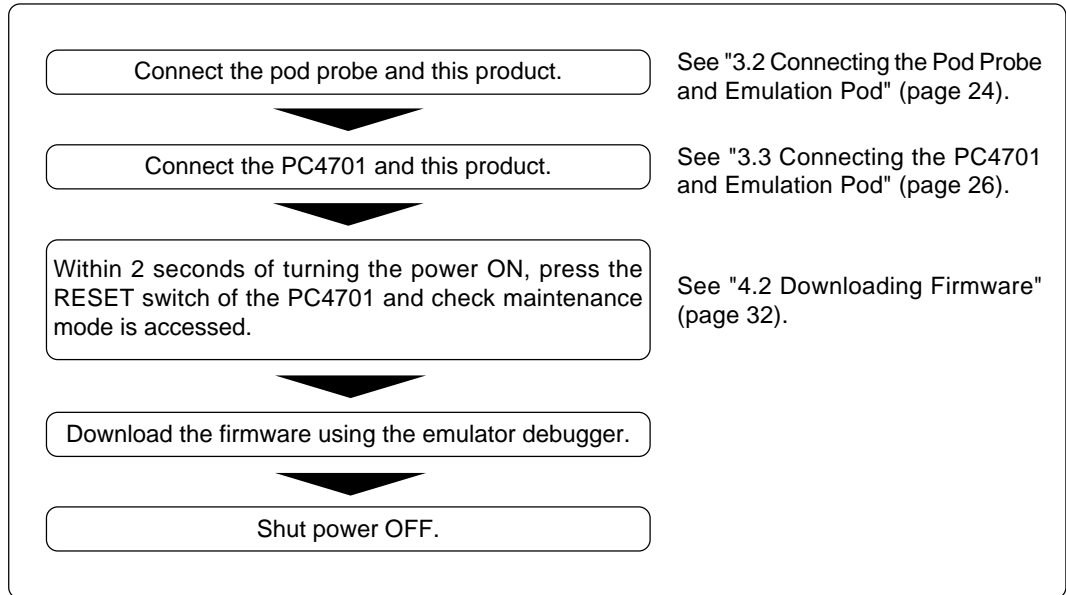 Connect the pod probe and this product.
See "3.2 Connecting the Pod Probe
and Emulation Pod" (page 24).
Connect the PC4701 and this product.
See "3.3 Connecting the PC4701
and Emulation Pod" (page 26).
Within 2 seconds of turning the power ON, press the
RESET switch of the PC4701 and check maintenance
mode is accessed.
See "4.2 Downloading Firmware"
(page 32).
Download the firmware using the emulator debugger.
Shut power OFF.